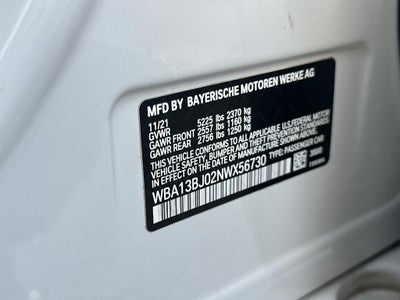 MFD BY BAYERISCHE MOTOREN WERKE AG
11/21
GVWR 5225 lbs 2370 kg
GAWR FRONT 2557 lbs 1160 kg
GAWR REAR 2756 lbs 1250 kg
THIS VEHICLE CONFORMS TO ALL APPLICABLE U.S. FEDERAL
MOTOR VEHICLE SAFETY, BUMPER, AND THEFT PREVENTION STANDARDS
IN EFFECT ON THE DATE OF MANUFACTURE SHOWN ABOVE.
WBA13BJ02NWX56730
PASSENGER CAR